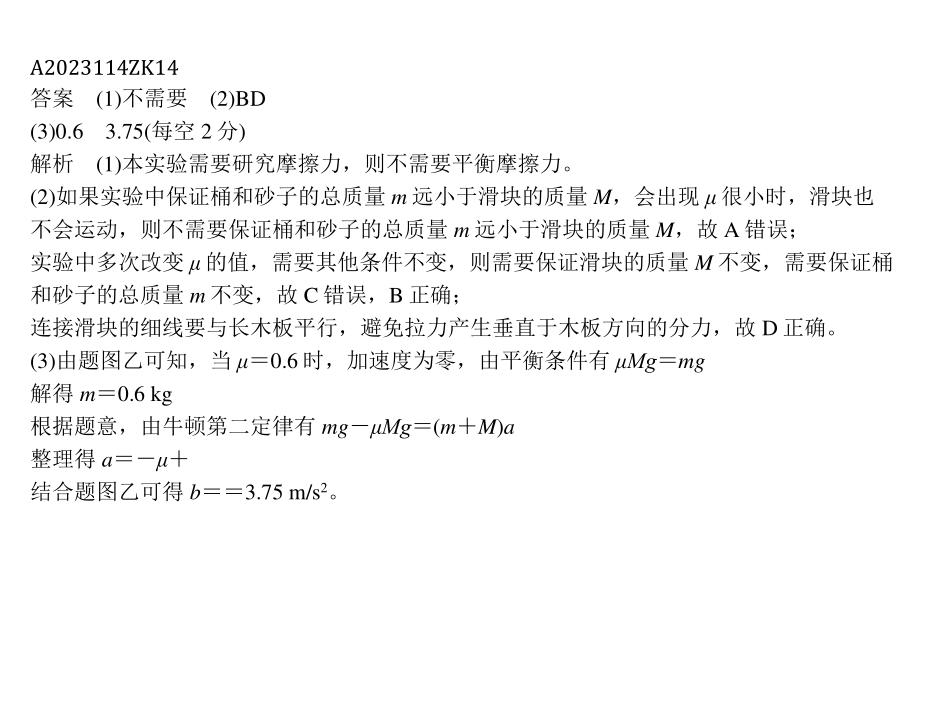 A2023114ZK14
答案　(1)不需要　(2)BD
(3)0.6　3.75(每空 2 分)
解析　(1)本实验需要研究摩擦力，则不需要平衡摩擦力。
(2)如果实验中保证桶和砂子的总质量 m 远小于滑块的质量 M，会出现 μ 很小时，滑块也
不会运动，则不需要保证桶和砂子的总质量 m 远小于滑块的质量 M，故 A 错误；
实验中多次改变 μ 的值，需要其他条件不变，则需要保证滑块的质量 M 不变，需要保证桶
和砂子的总质量 m 不变，故 C 错误，B 正确；
连接滑块的细线要与长木板平行，避免拉力产生垂直于木板方向的分力，故 D 正确。
(3)由题图乙可知，当 μ＝0.6 时，加速度为零，由平衡条件有 μMg＝mg
解得 m＝0.6 kg
根据题意，由牛顿第二定律有 mg－μMg＝(m＋M)a
整理得 a＝－μ＋
结合题图乙可得 b＝＝3.75 m/s²。